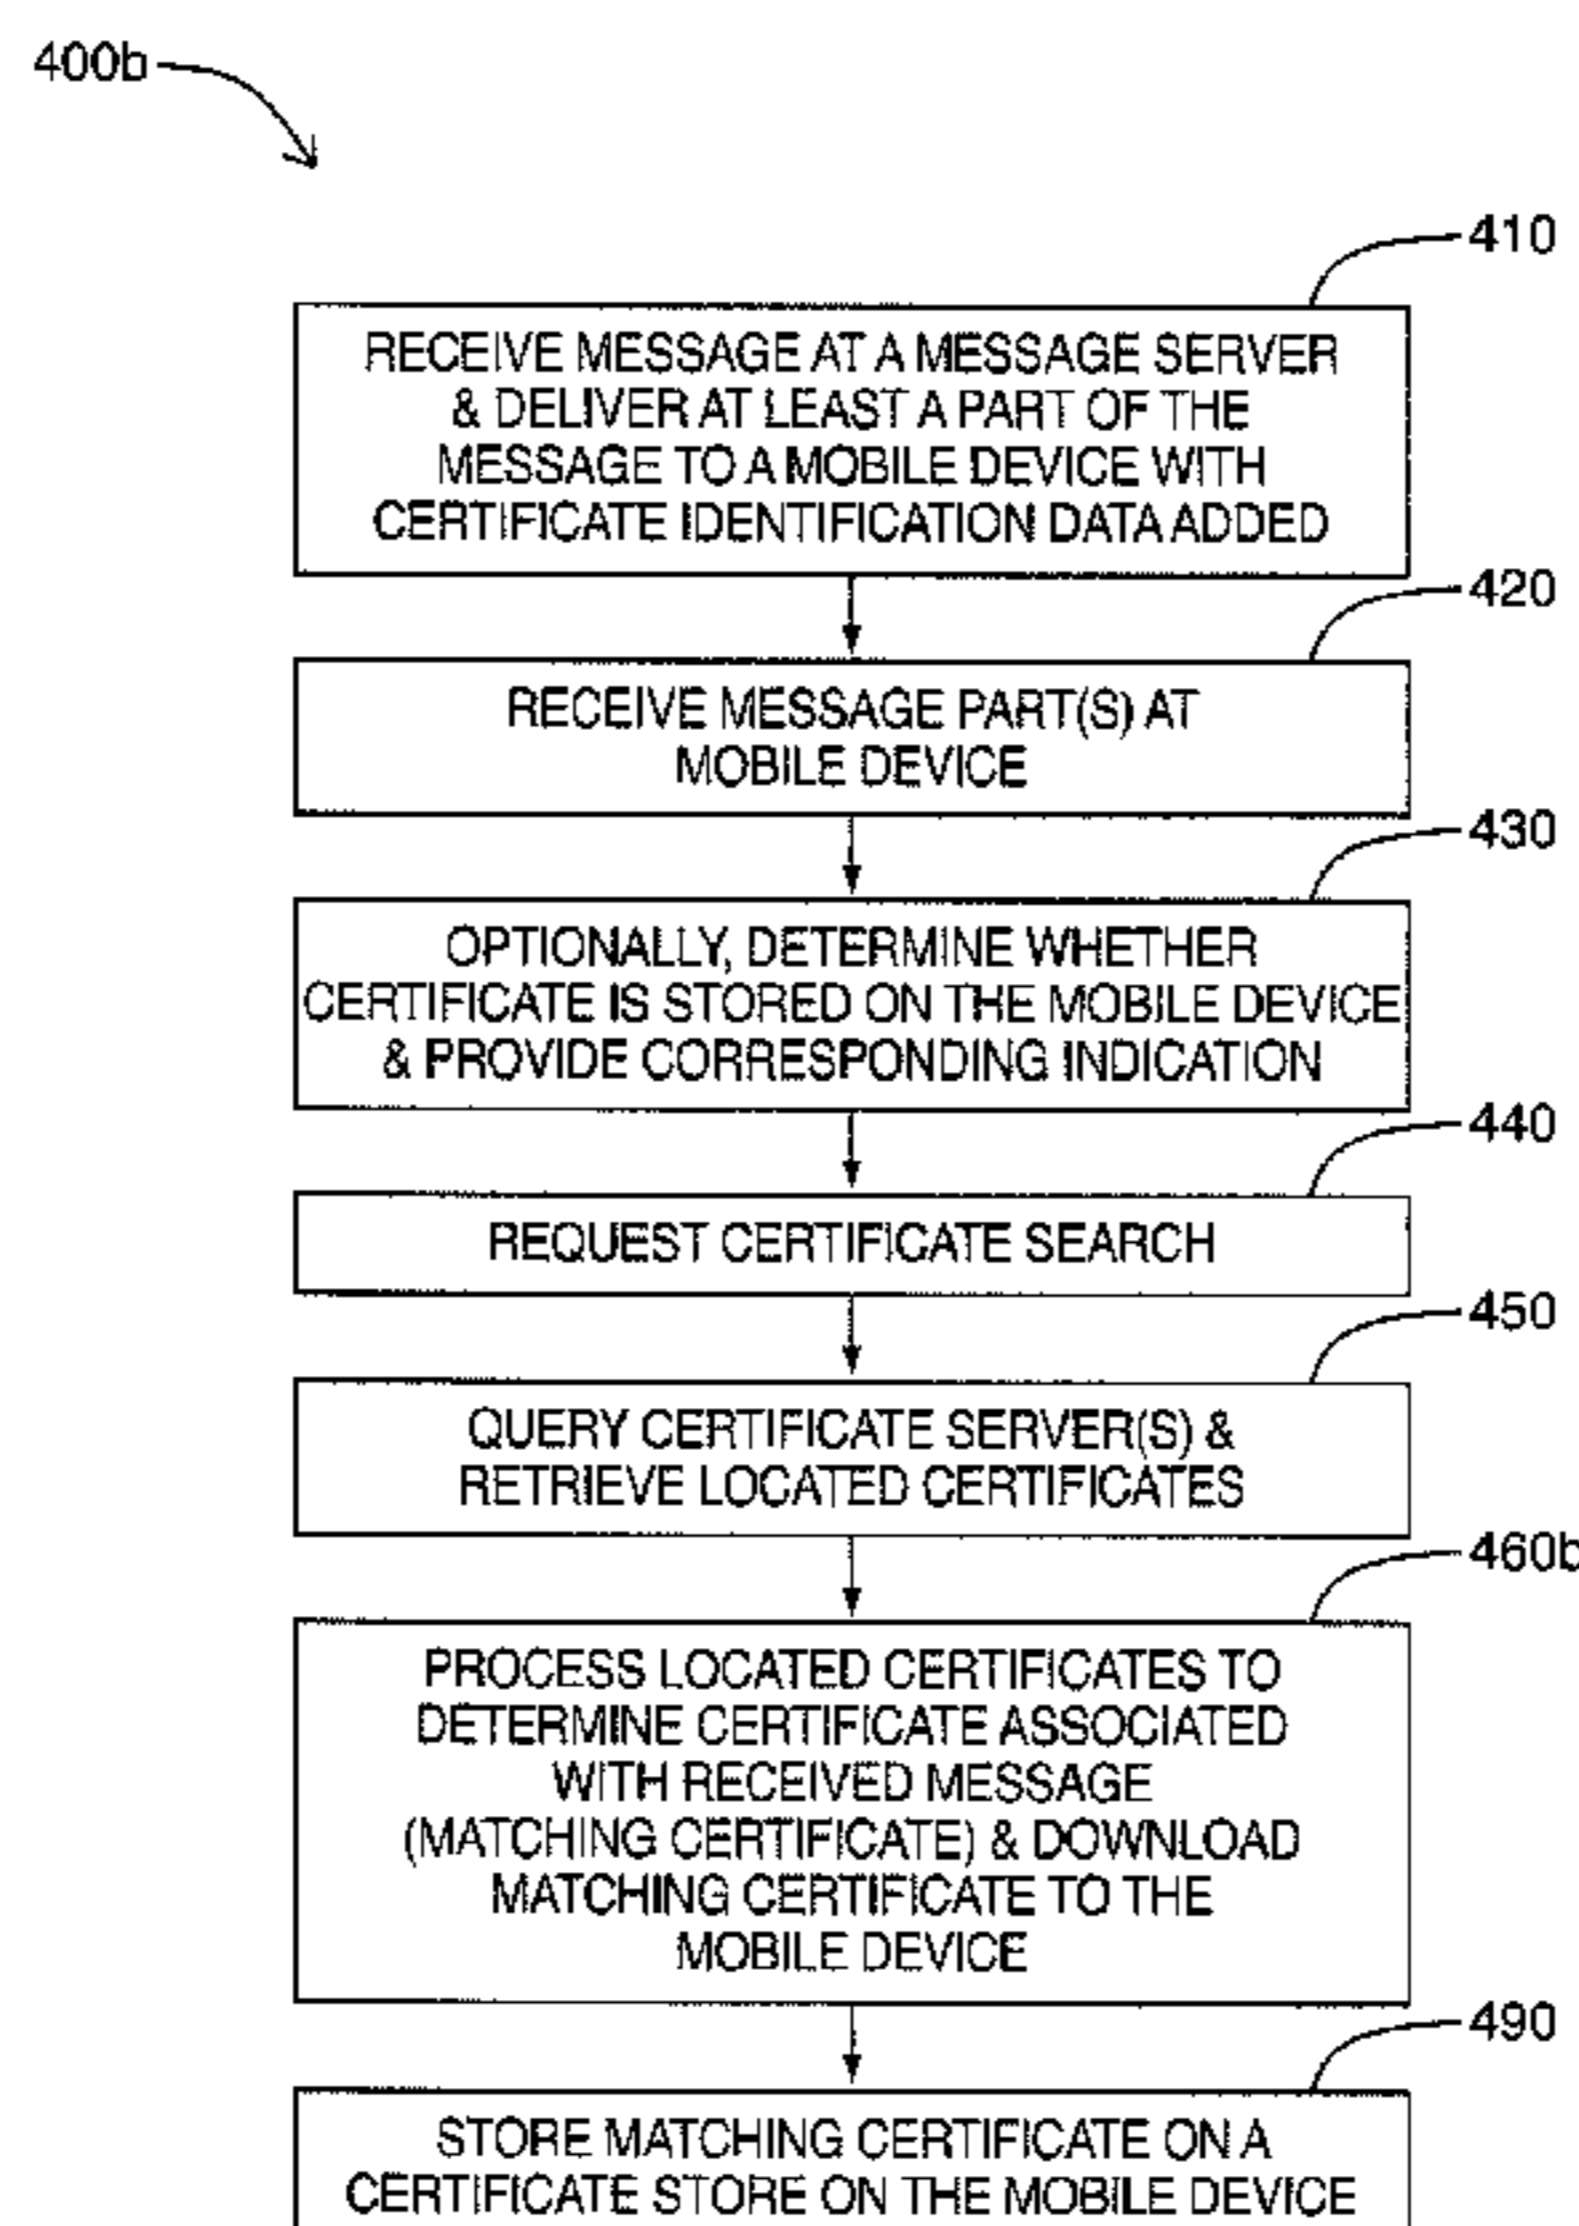 400b
410
RECEIVE MESSAGE AT A MESSAGE SERVER
& DELIVER AT LEAST A PART OF THE
MESSAGE TO A MOBILE DEVICE WITH
CERTIFICATE IDENTIFICATION DATA ADDED
420
RECEIVE MESSAGE PART(S) AT
MOBILE DEVICE
430
OPTIONALLY, DETERMINE WHETHER
CERTIFICATE IS STORED ON THE MOBILE DEVICE
& PROVIDE CORRESPONDING INDICATION
440
REQUEST CERTIFICATE SEARCH
450
QUERY CERTIFICATE SERVER(S) &
RETRIEVE LOCATED CERTIFICATES
460b
PROCESS LOCATED CERTIFICATES TO
DETERMINE CERTIFICATE ASSOCIATED
WITH RECEIVED MESSAGE
(MATCHING CERTIFICATE) & DOWNLOAD
MATCHING CERTIFICATE TO THE
MOBILE DEVICE
490
STORE MATCHING CERTIFICATE ON A
CERTIFICATE STORE ON THE MOBILE DEVICE